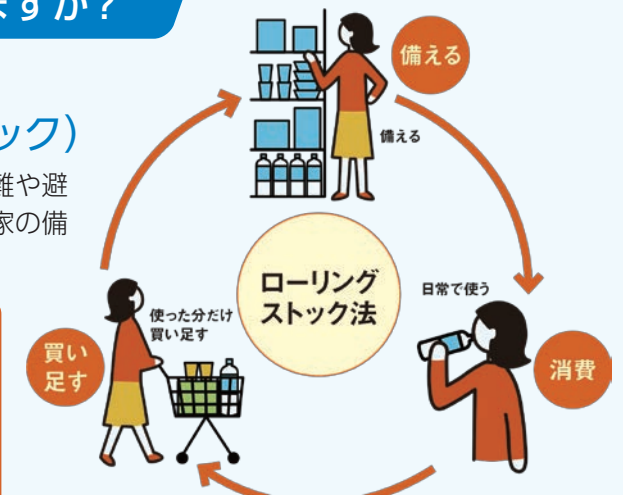 ますか?
ック)
難や避
家の備
備える
備える
ローリング
ストック法
日常で使う
消費
使った分だけ
買い足す
買い
足す